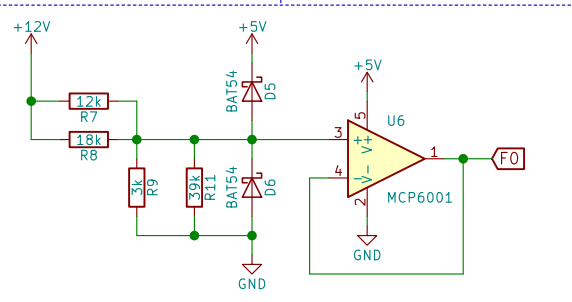 +12V
+5V
+5V
BAT54
D5
12k
R7
18k
R8
3k
R9
39k
R11
BAT54
D6
U6
5
3
+
V+
1
4
-
V-
2
MCP6001
FO
GND
GND